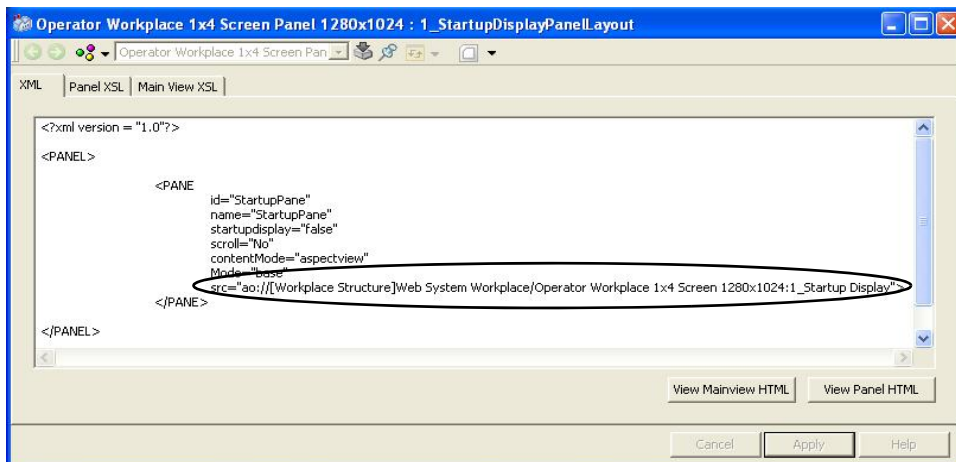 Operator Workplace 1x4 Screen Panel 1280x1024 : 1_StartupDisplayPanelLayout
Operator Workplace 1x4 Screen Pan
XML Panel XSL Main View XSL
<?xml version = "1.0"?>
<PANEL>
<PANE
id="StartupPane"
name="StartupPane"
startupdisplay="false"
scroll="No"
contentMode="aspectview"
Mode="base"
src="ao://[Workplace Structure]Web System Workplace/Operator Workplace 1x4 Screen 1280x1024:1_Startup Display">
</PANE>
</PANEL>
View Mainview HTML View Panel HTML
Cancel Apply Help